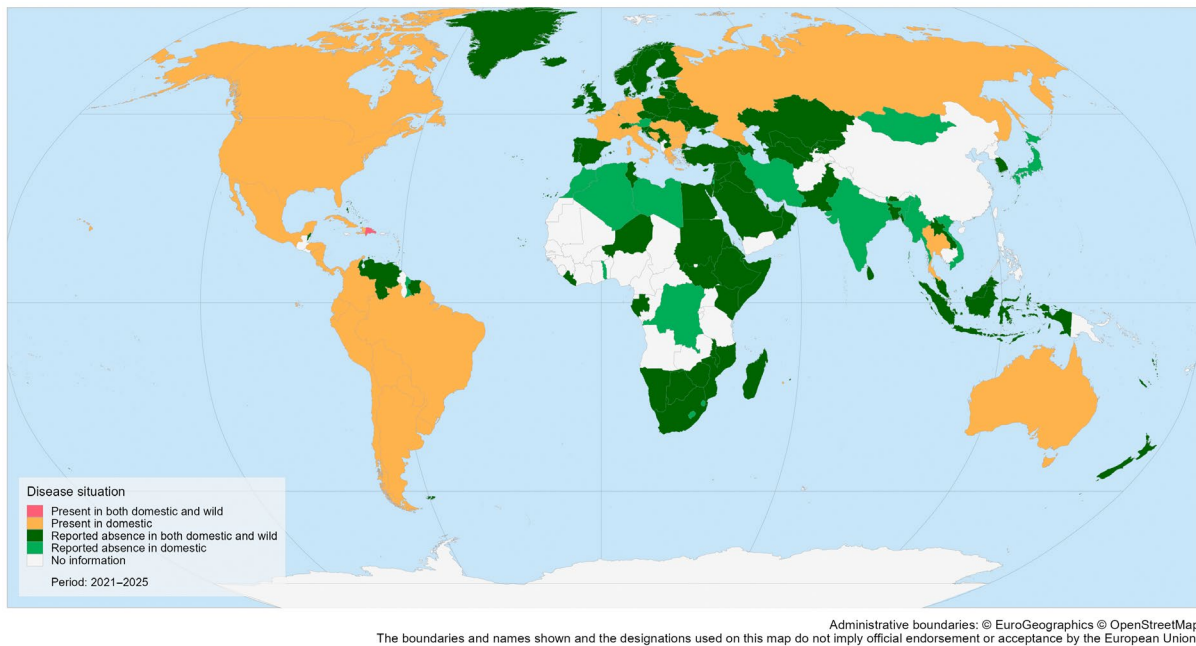 Disease situation
Present in both domestic and wild
Present in domestic
Reported absence in both domestic and wild
Reported absence in domestic
No information
Period: 2021–2025
Administrative boundaries: © EuroGeographics © OpenStreetMap
The boundaries and names shown and the designations used on this map do not imply official endorsement or acceptance by the European Union